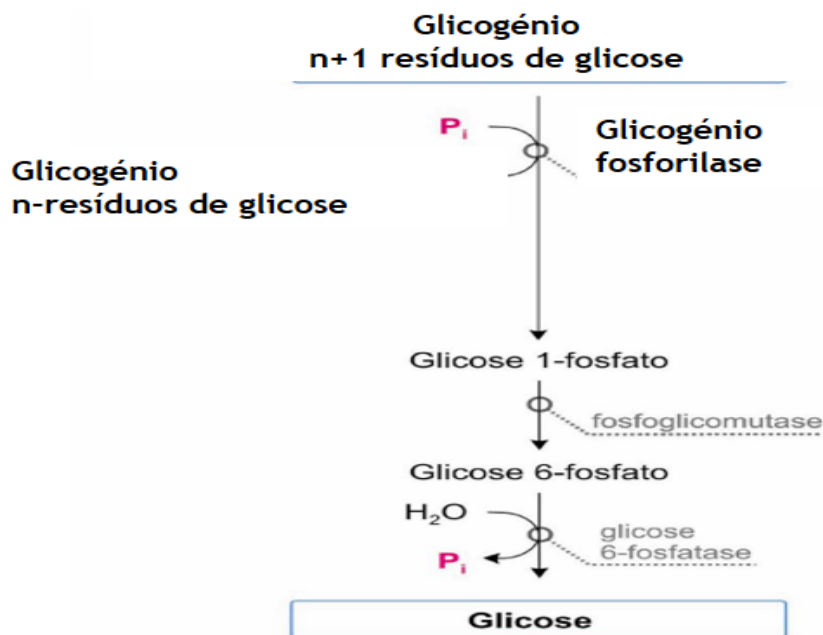 Glicogénio
n+1 resíduos de glicose
Pi
Glicogénio
fosforilase
Glicogénio
n-resíduos de glicose
Glicose 1-fosfato
fosfoglicomutase
Glicose 6-fosfato
H₂O
glicose
6-fosfatase
Pi
Glicose